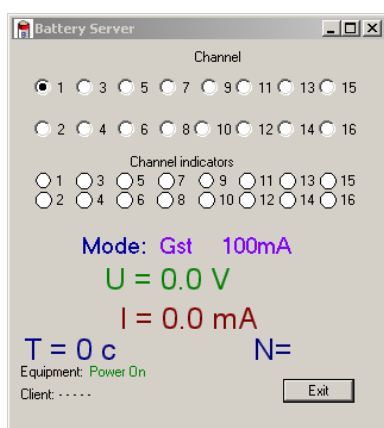 Battery Server
Channel
1 3 5 7 9 11 13 15
2 4 6 8 10 12 14 16
Channel indicators
1 3 5 7 9 11 13 15
2 4 6 8 10 12 14 16
Mode: Gst 100mA
U = 0.0 V
I = 0.0 mA
T = 0 c N=
Equipment: Power On
Client: - - - - -
Exit